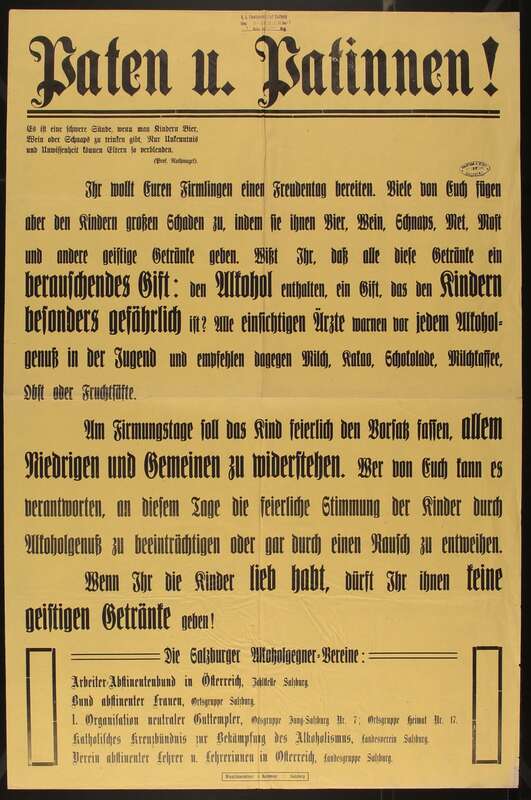 Paten u. Patinnen!
Es ist eine schwere Sünde, wenn man Kindern Bier,
Wein oder Schnaps zu trinken gibt. Nur Unkenntnis
und Unwissenheit können Eltern so verblenden.
(Prof. Nothnagel).
Ihr wollt Euren Firmlingen einen Freudentag bereiten. Viele von Euch fügen
aber den Kindern großen Schaden zu, indem sie ihnen Bier, Wein, Schnaps, Met, Most
und andere geistige Getränke geben. Wißt Ihr, daß alle diese Getränke ein
berauschendes Gift: den Alkohol enthalten, ein Gift, das den Kindern
besonders gefährlich ist? Alle einsichtigen Ärzte warnen vor jedem Alkohol-
genuß in der Jugend und empfehlen dagegen Milch, Kakao, Schokolade, Milchkaffee,
Obst oder Fruchtsäfte.
Am Firmungstage soll das Kind feierlich den Vorsatz fassen, allem
Niedrigen und Gemeinen zu widerstehen. Wer von Euch kann es
verantworten, an diesem Tage die feierliche Stimmung der Kinder durch
Alkoholgenuß zu beeinträchtigen oder gar durch einen Rausch zu entweihen.
Wenn Ihr die Kinder lieb habt, dürft Ihr ihnen keine
geistigen Getränke geben!
Die Salzburger Alkoholgegner-Vereine:
Arbeiter-Abstinentenbund in Österreich, Zahlstelle Salzburg.
Bund abstinenter Frauen, Ortsgruppe Salzburg.
I. Organisation neutraler Guttempler, Ortsgruppe Jung-Salzburg Nr. 7; Ortsgruppe Heimat Nr. 17.
Katholisches Kreuzbündnis zur Bekämpfung des Alkoholismus, Landesverein Salzburg.
Verein abstinenter Lehrer u. Lehrerinnen in Österreich, Landesgruppe Salzburg.
Salzburg